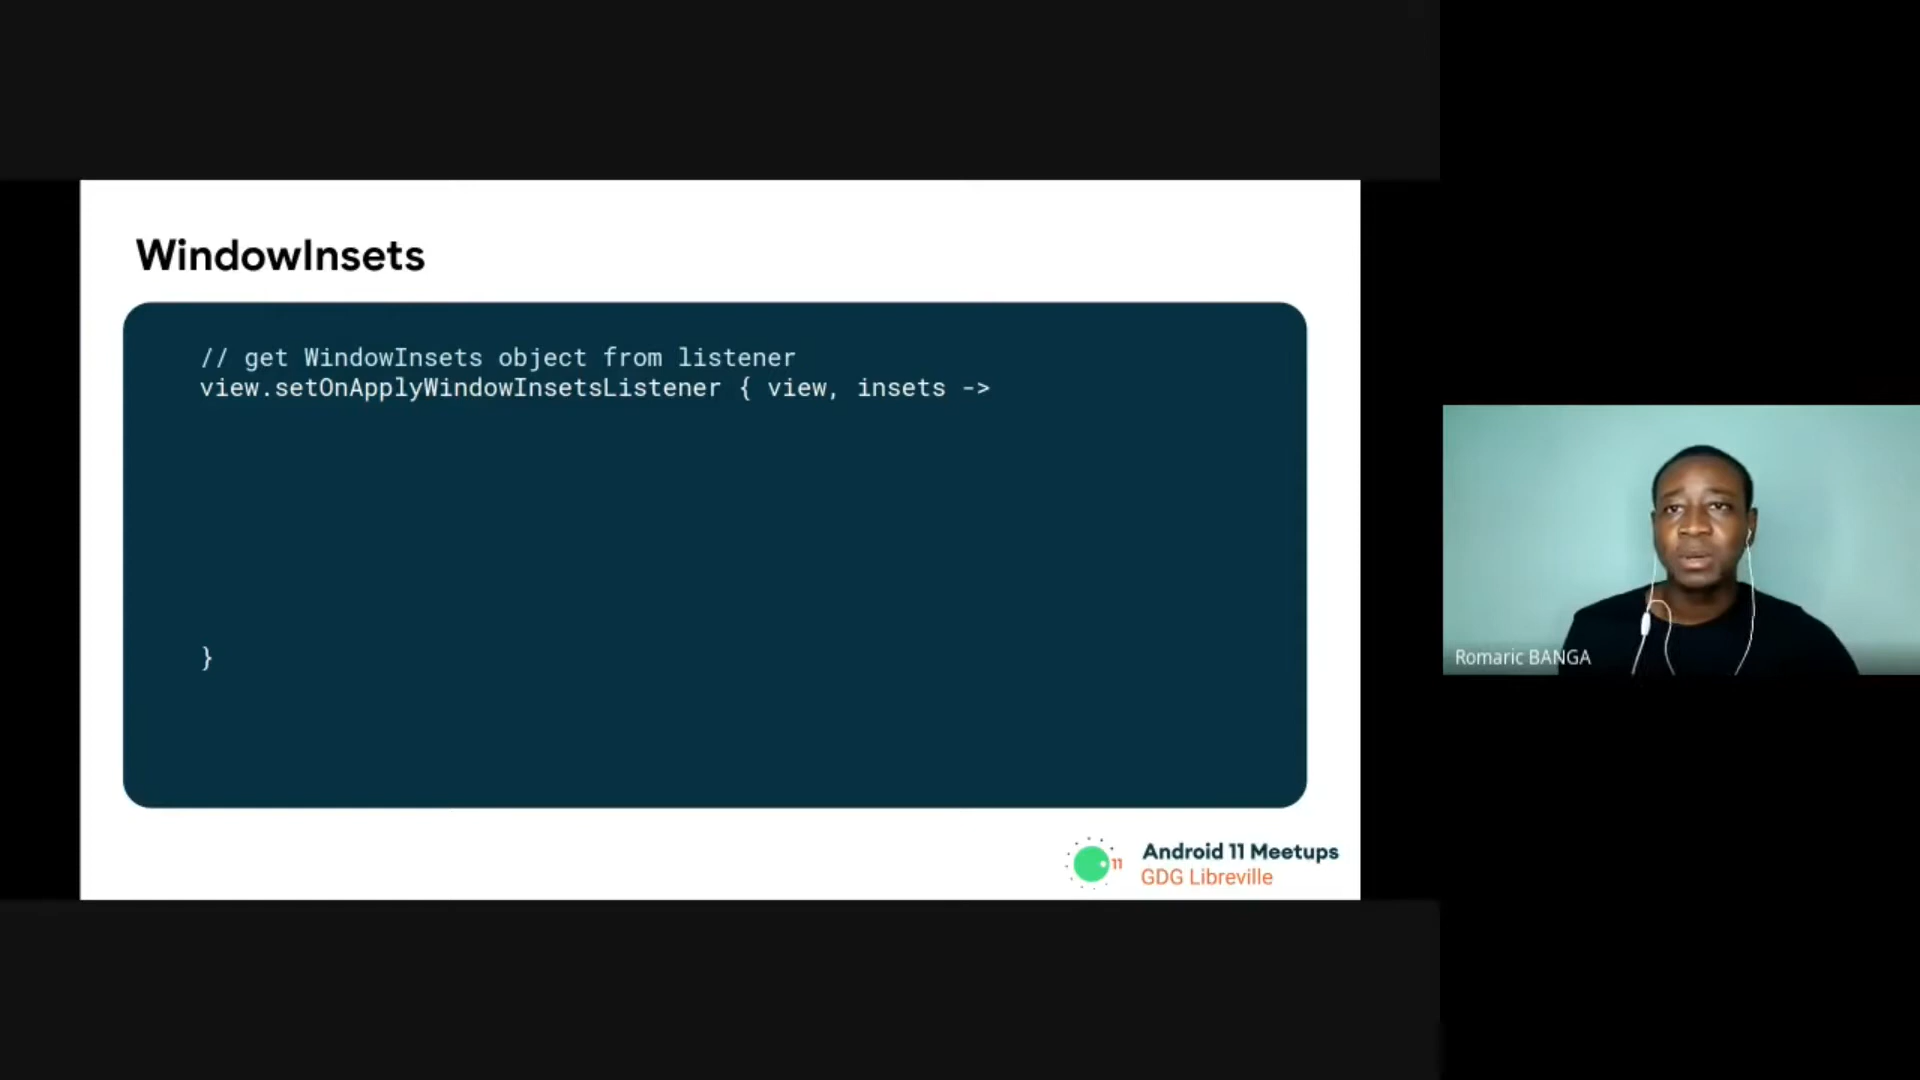 WindowInsets
// get WindowInsets object from listener
view.setOnApplyWindowInsetsListener { view, insets ->
}
11
Android 11 Meetups
GDG Libreville
Romaric BANGA